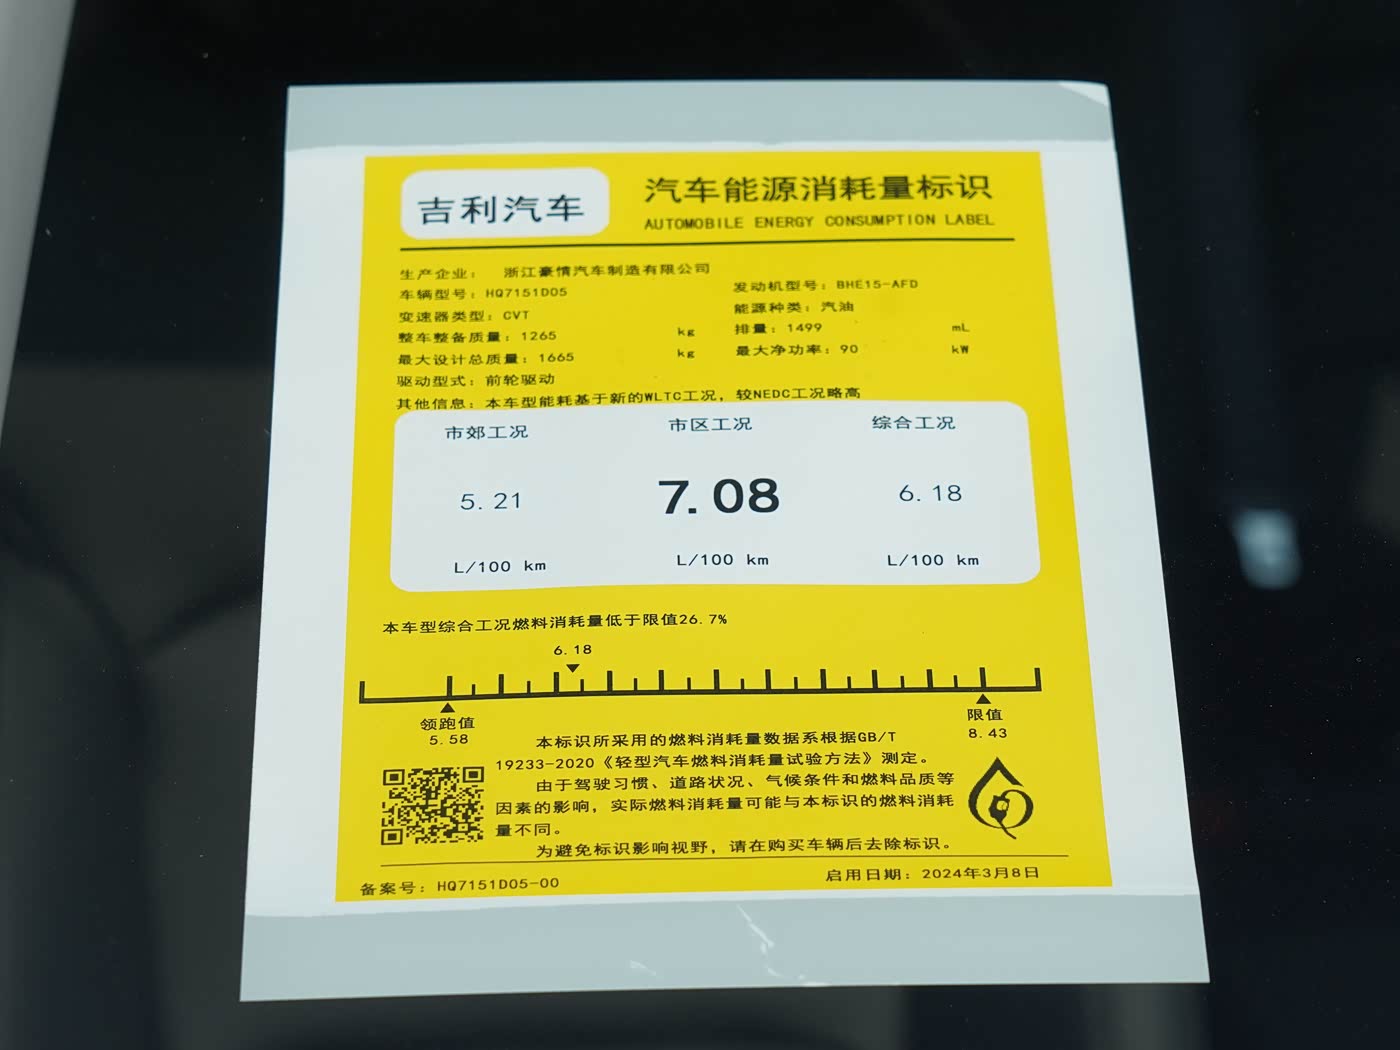 吉利汽车
汽车能源消耗量标识
AUTOMOBILE ENERGY CONSUMPTION LABEL
生产企业： 浙江豪情汽车制造有限公司
车辆型号：HQ7151D05
发动机型号：BHE15-AFD
变速器类型：CVT
能源种类：汽油
整车整备质量：1265 kg
排量：1499 mL
最大设计总质量：1665 kg
最大净功率：90 kW
驱动型式：前轮驱动
其他信息：本车型能耗基于新的WLTC工况，较NEDC工况略高
市郊工况 市区工况 综合工况
5.21 7.08 6.18
L/100 km L/100 km L/100 km
本车型综合工况燃料消耗量低于限值26.7%
6.18
领跑值 限值
5.58 8.43
本标识所采用的燃料消耗量数据系根据GB/T
19233-2020《轻型汽车燃料消耗量试验方法》测定。
由于驾驶习惯、道路状况、气候条件和燃料品质等
因素的影响，实际燃料消耗量可能与本标识的燃料消耗
量不同。
为避免标识影响视野，请在购买车辆后去除标识。
备案号：HQ7151D05-00
启用日期：2024年3月8日